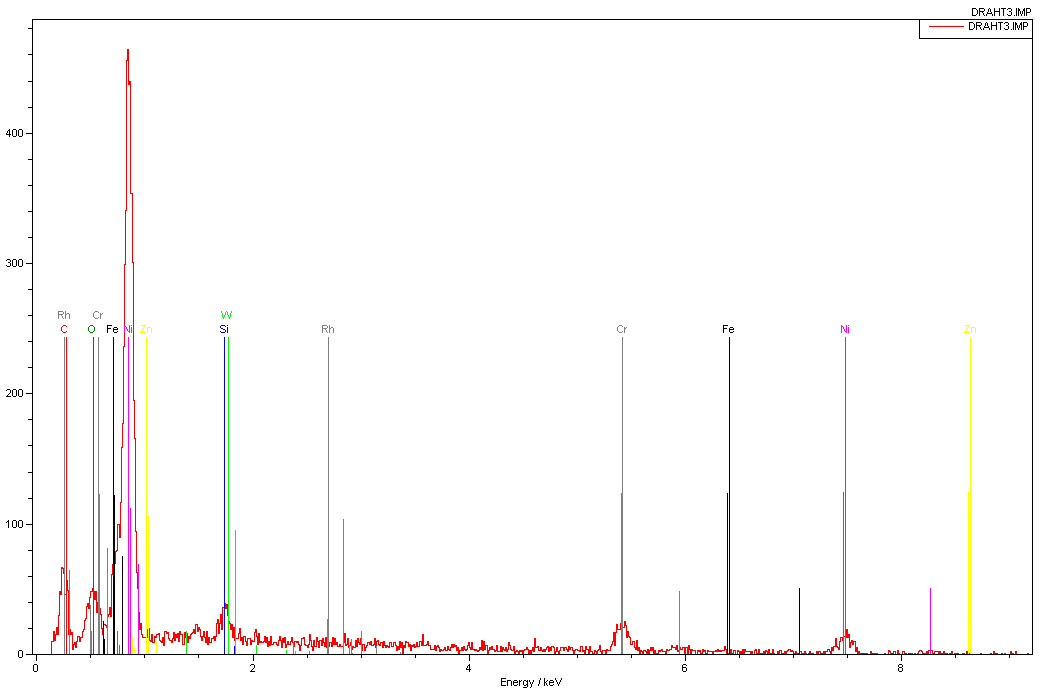 DRAHT3.IMP
DRAHT3.IMP
400
300
Rh Cr W
C O Fe Ni Zn Si Rh Cr Fe Ni Zn
200
100
0
0 2 4 6 8
Energy / keV